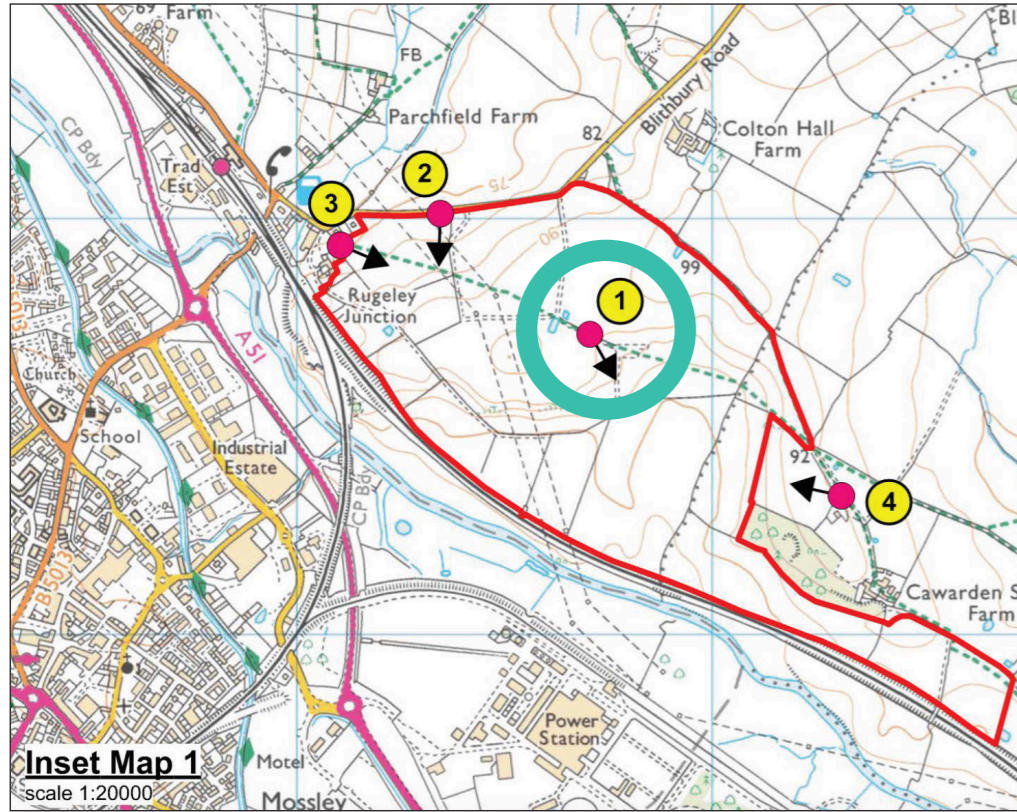 69 Farm
FB
Parchfield Farm
Blithbury Road
82
Colton Hall
Farm
CP Bdy
Trad
Est
75
2
3
90
99
1
Rugeley
Junction
A 51
Church
School
Industrial
Estate
CP Bdy
92
4
B5013
Cawarden S
Farm
Power
Station
Motel
Mossley
Inset Map 1
scale 1:20000